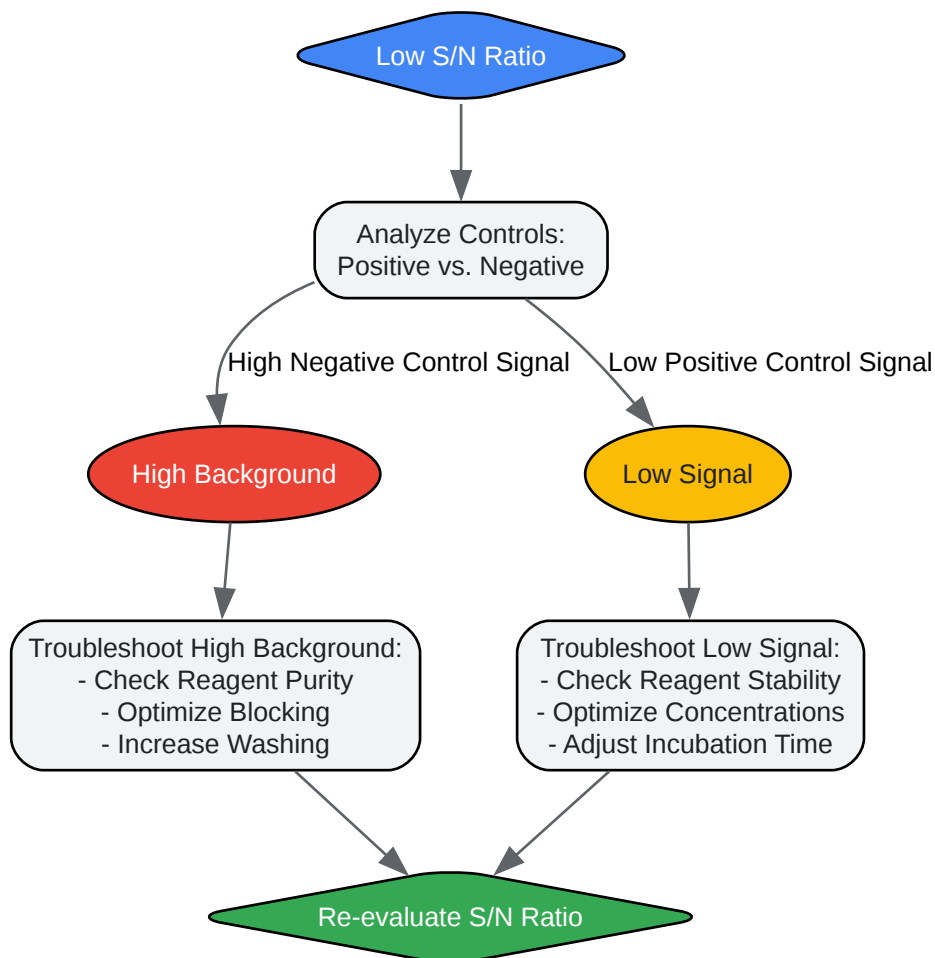 Low S/N Ratio
Analyze Controls:
Positive vs. Negative
High Negative Control Signal
Low Positive Control Signal
High Background
Low Signal
Troubleshoot High Background:
- Check Reagent Purity
- Optimize Blocking
- Increase Washing
Troubleshoot Low Signal:
- Check Reagent Stability
- Optimize Concentrations
- Adjust Incubation Time
Re-evaluate S/N Ratio